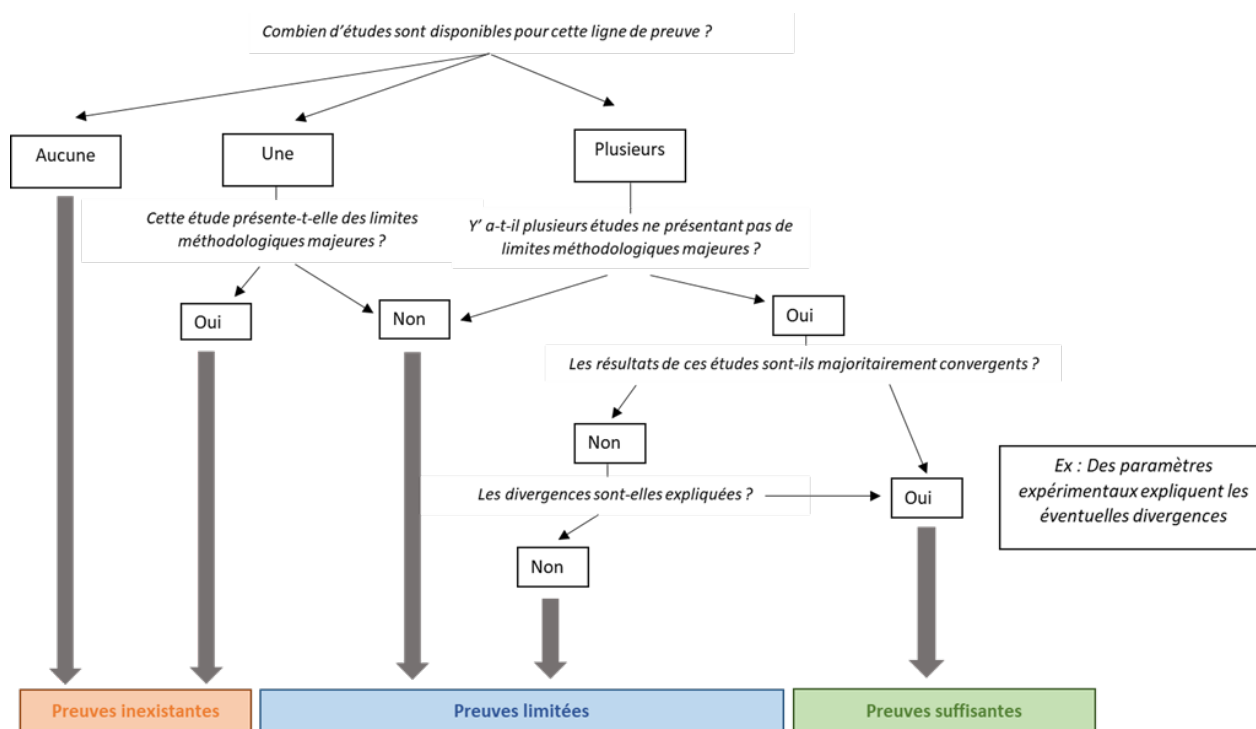 Combien d'études sont disponibles pour cette ligne de preuve ?
Aucune
Une
Plusieurs
Cette étude présente-t-elle des limites
méthodologiques majeures ?
Y' a-t-il plusieurs études ne présentant pas de
limites méthodologiques majeures ?
Oui
Non
Oui
Les résultats de ces études sont-ils majoritairement convergents ?
Non
Les divergences sont-elles expliquées ?
Oui
Ex : Des paramètres
expérimentaux expliquent les
éventuelles divergences
Non
Preuves inexistantes
Preuves limitées
Preuves suffisantes